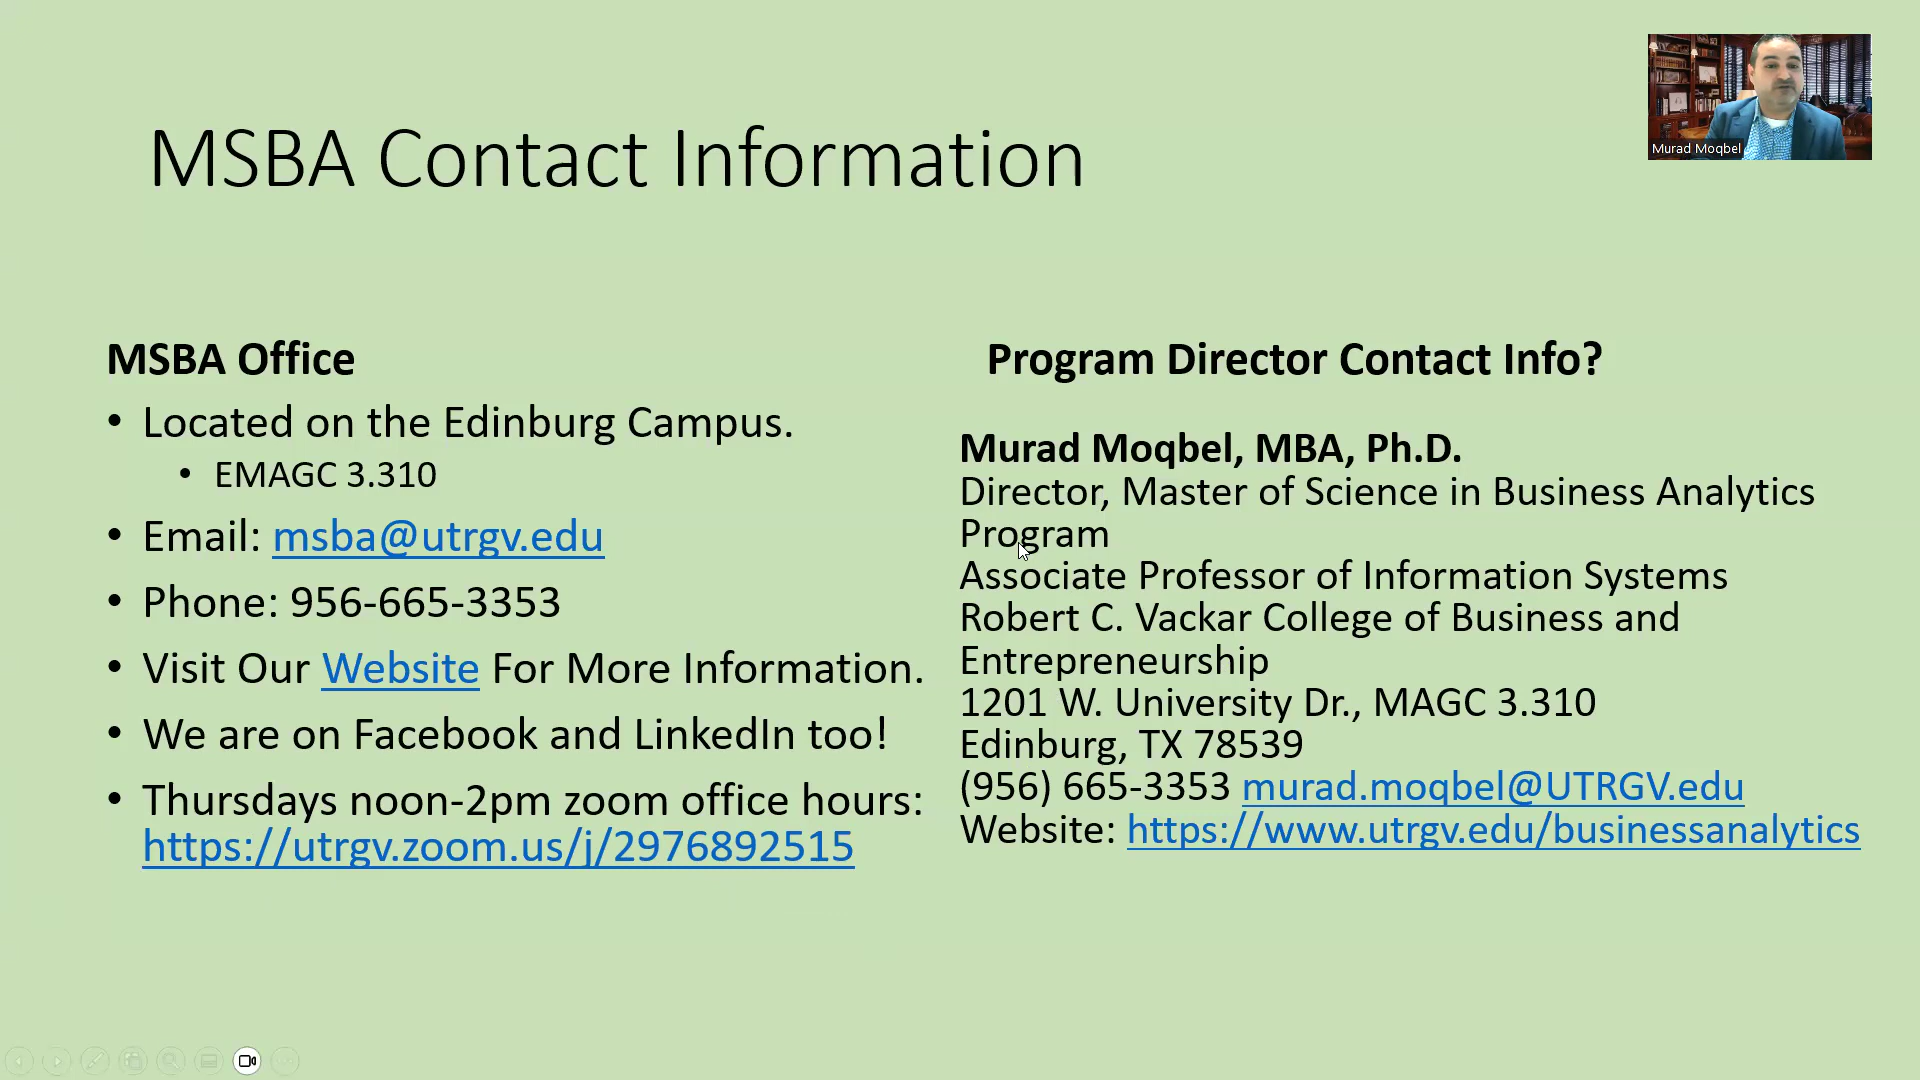 MSBA Contact Information
Murad Moqbel
MSBA Office
• Located on the Edinburg Campus.
• EMAGC 3.310
• Email: msba@utrgv.edu
• Phone: 956-665-3353
• Visit Our Website For More Information.
• We are on Facebook and LinkedIn too!
• Thursdays noon-2pm zoom office hours:
https://utrgv.zoom.us/j/2976892515
Program Director Contact Info?
Murad Moqbel, MBA, Ph.D.
Director, Master of Science in Business Analytics
Program
Associate Professor of Information Systems
Robert C. Vackar College of Business and
Entrepreneurship
1201 W. University Dr., MAGC 3.310
Edinburg, TX 78539
(956) 665-3353 murad.moqbel@UTRGV.edu
Website: https://www.utrgv.edu/businessanalytics